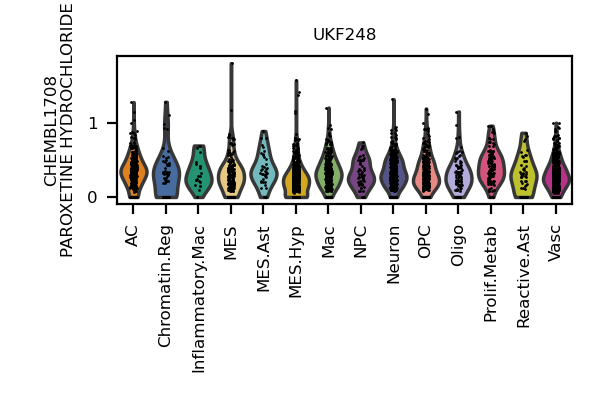 UKF248
CHEMBL1708
PAROXETINE HYDROCHLORIDE
1
0
AC
Chromatin.Reg
Inflammatory.Mac
MES
MES.Ast
MES.Hyp
Mac
NPC
Neuron
OPC
Oligo
Prolif.Metab
Reactive.Ast
Vasc